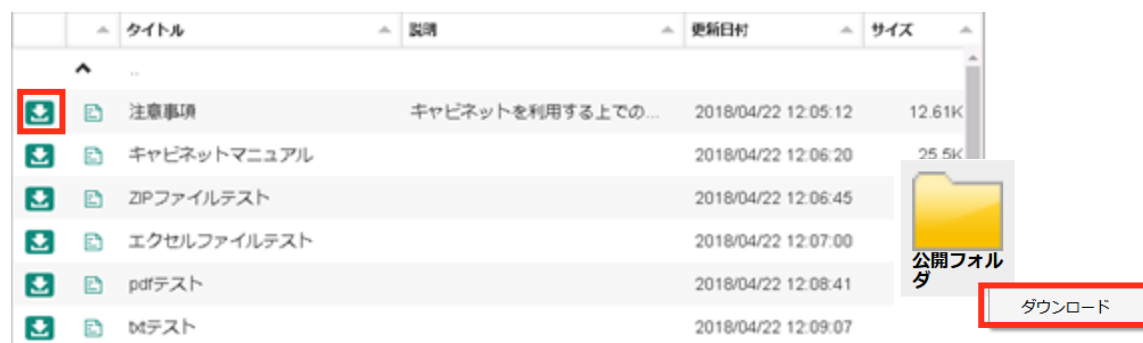 タイトル 説明 更新日付 サイズ
..
注意事項 キャビネットを利用する上での... 2018/04/22 12:05:12 12.61K
キャビネットマニュアル 2018/04/22 12:06:20 25.5K
ZIPファイルテスト 2018/04/22 12:06:45
エクセルファイルテスト 2018/04/22 12:07:00
pdfテスト 2018/04/22 12:08:41
txtテスト 2018/04/22 12:09:07
公開フォル
ダ
ダウンロード